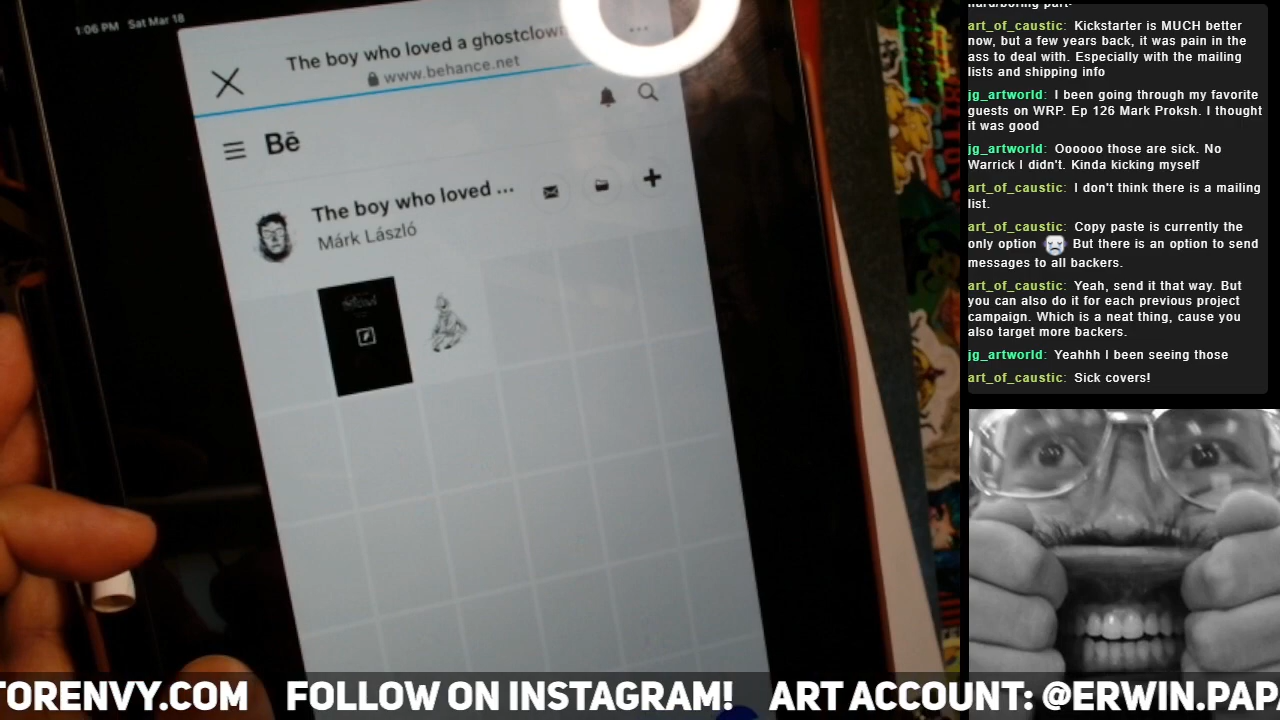 1:06 PM Sat Mar 18
The boy who loved a ghostclown
www.behance.net
Bē
The boy who loved ...
Márk László
art_of_caustic: Kickstarter is MUCH better
now, but a few years back, it was pain in the
ass to deal with. Especially with the mailing
lists and shipping info
jg_artworld: I been going through my favorite
guests on WRP. Ep 126 Mark Proksh. I thought
it was good
jg_artworld: Ooooo those are sick. No
Warrick I didn't. Kinda kicking myself
art_of_caustic: I don't think there is a mailing
list.
art_of_caustic: Copy paste is currently the
only option But there is an option to send
messages to all backers.
art_of_caustic: Yeah, send it that way. But
you can also do it for each previous project
campaign. Which is a neat thing, cause you
also target more backers.
jg_artworld: Yeahhh I been seeing those
art_of_caustic: Sick covers!
TORENVY.COM FOLLOW ON INSTAGRAM! ART ACCOUNT: @ERWIN.PAP